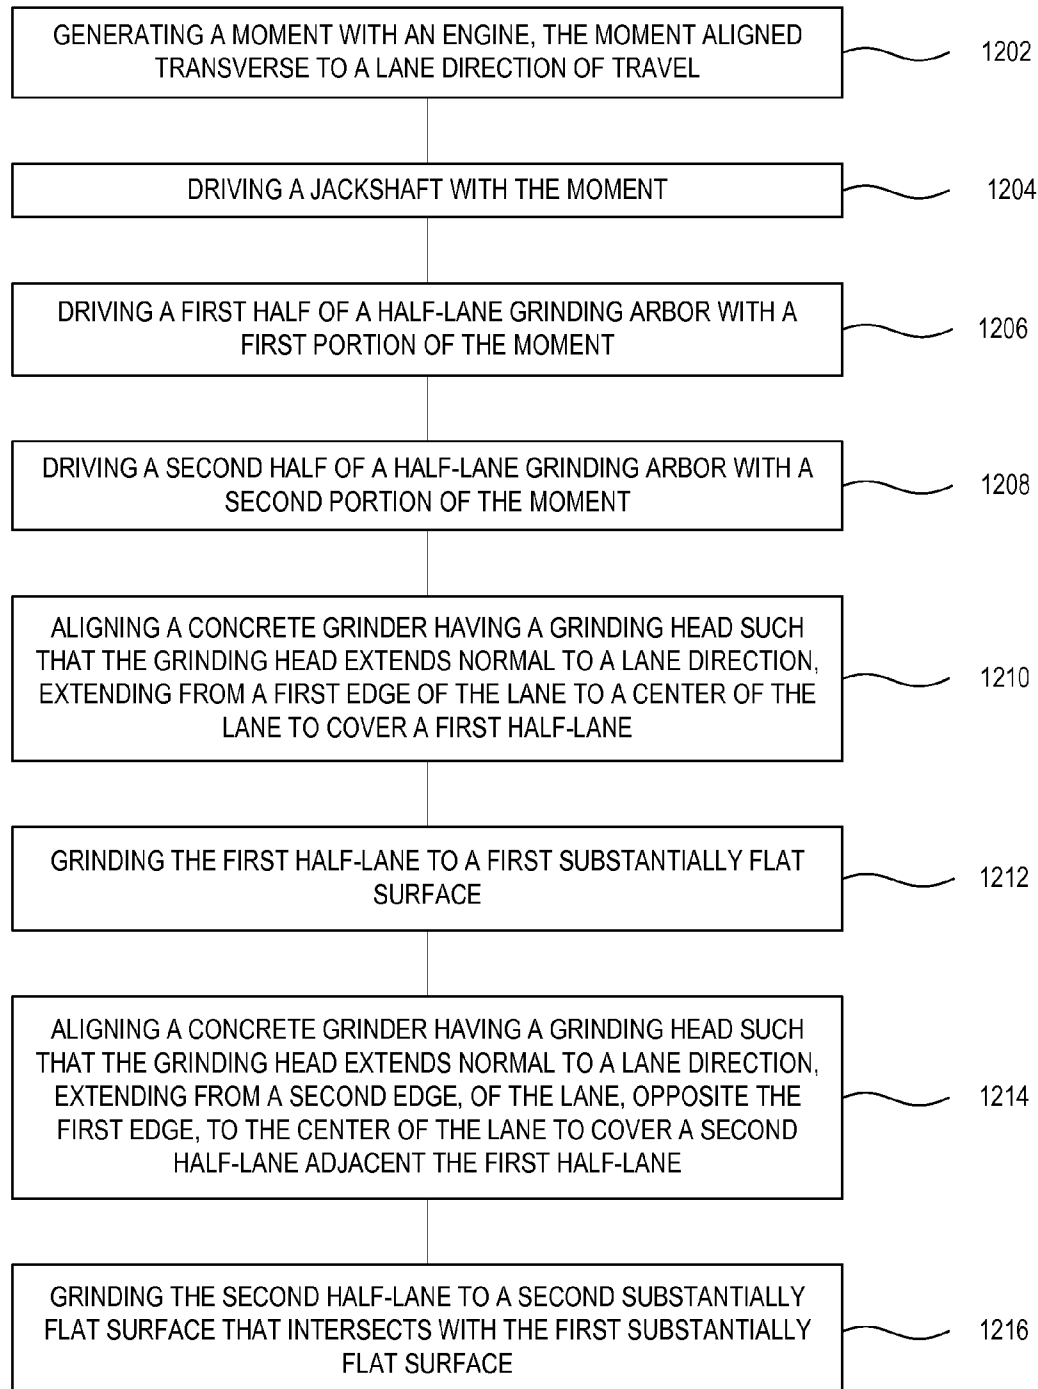 GENERATING A MOMENT WITH AN ENGINE, THE MOMENT ALIGNED
TRANSVERSE TO A LANE DIRECTION OF TRAVEL
1202
DRIVING A JACKSHAFT WITH THE MOMENT
1204
DRIVING A FIRST HALF OF A HALF-LANE GRINDING ARBOR WITH A
FIRST PORTION OF THE MOMENT
1206
DRIVING A SECOND HALF OF A HALF-LANE GRINDING ARBOR WITH A
SECOND PORTION OF THE MOMENT
1208
ALIGNING A CONCRETE GRINDER HAVING A GRINDING HEAD SUCH
THAT THE GRINDING HEAD EXTENDS NORMAL TO A LANE DIRECTION,
EXTENDING FROM A FIRST EDGE OF THE LANE TO A CENTER OF THE
LANE TO COVER A FIRST HALF-LANE
1210
GRINDING THE FIRST HALF-LANE TO A FIRST SUBSTANTIALLY FLAT
SURFACE
1212
ALIGNING A CONCRETE GRINDER HAVING A GRINDING HEAD SUCH
THAT THE GRINDING HEAD EXTENDS NORMAL TO A LANE DIRECTION,
EXTENDING FROM A SECOND EDGE, OF THE LANE, OPPOSITE THE
FIRST EDGE, TO THE CENTER OF THE LANE TO COVER A SECOND
HALF-LANE ADJACENT THE FIRST HALF-LANE
1214
GRINDING THE SECOND HALF-LANE TO A SECOND SUBSTANTIALLY
FLAT SURFACE THAT INTERSECTS WITH THE FIRST SUBSTANTIALLY
FLAT SURFACE
1216